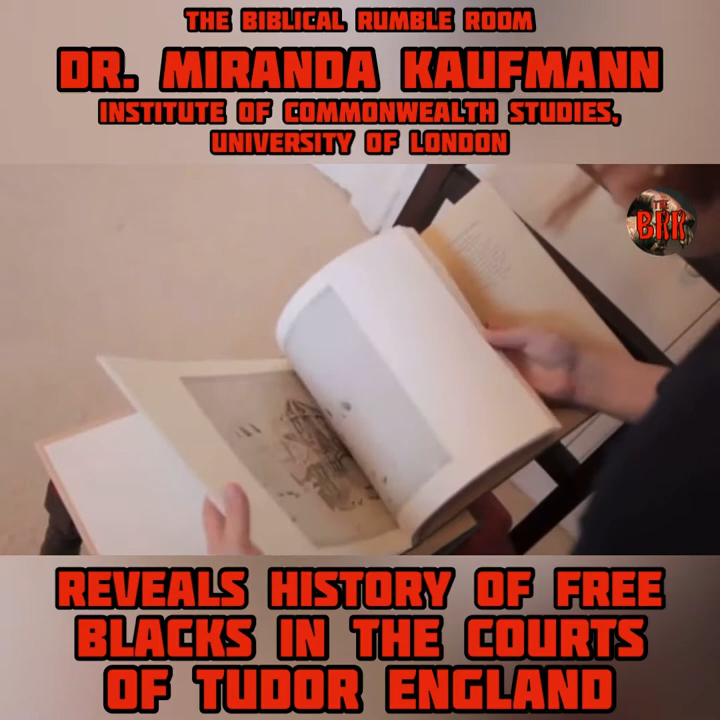 THE BIBLICAL RUMBLE ROOM
DR. MIRANDA KAUFMANN
INSTITUTE OF COMMONWEALTH STUDIES,
UNIVERSITY OF LONDON
THE
BRR
REVEALS HISTORY OF FREE
BLACKS IN THE COURTS
OF TUDOR ENGLAND